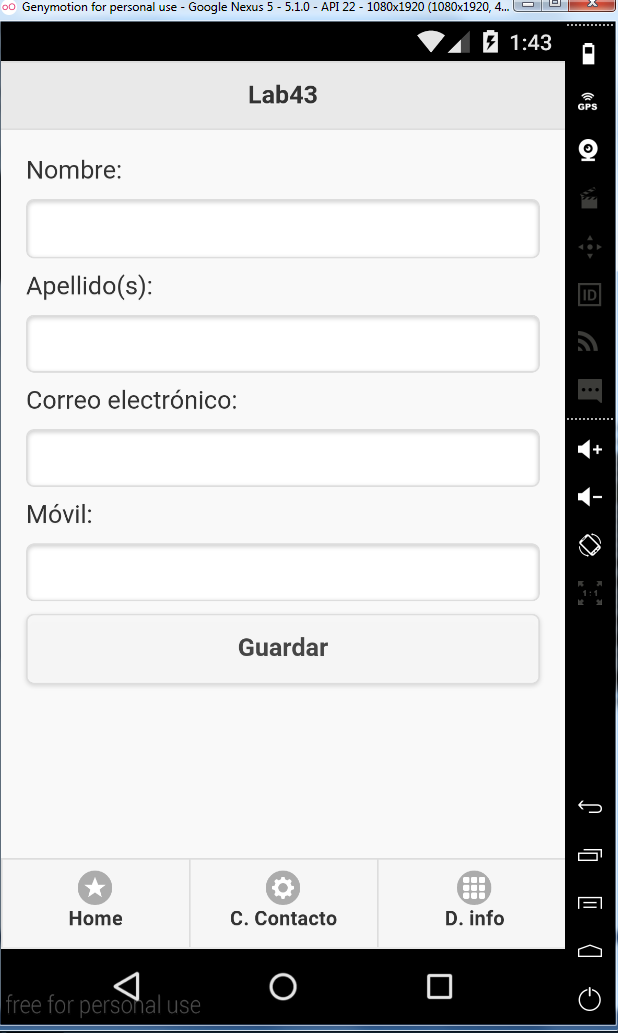 Genymotion for personal use - Google Nexus 5 - 5.1.0 - API 22 - 1080x1920 (1080x1920, 4...
1:43
Lab43
GPS
Nombre:
Apellido(s):
ID
Correo electrónico:
Móvil:
1:1
Guardar
Home
C. Contacto
D. info
free for personal use